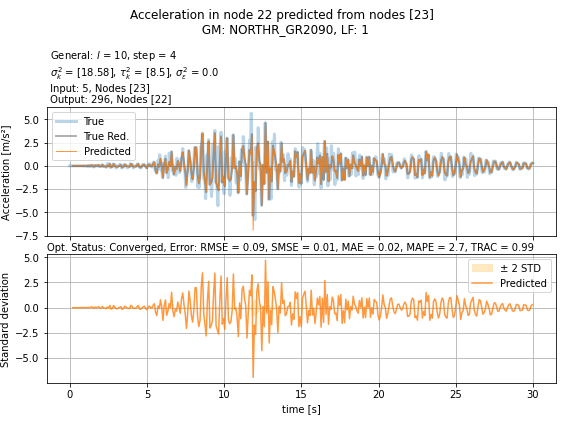 Acceleration in node 22 predicted from nodes [23]
GM: NORTHR_GR2090, LF: 1
General: l = 10, step = 4
σ²ₖ = [18.58], τ²ₖ = [8.5], σ²ε = 0.0
Input: 5, Nodes [23]
Output: 296, Nodes [22]
Acceleration [m/s²]
5.0
2.5
0.0
−2.5
−5.0
−7.5
True
True Red.
Predicted
Opt. Status: Converged, Error: RMSE = 0.09, SMSE = 0.01, MAE = 0.02, MAPE = 2.7, TRAC = 0.99
Standard deviation
5.0
2.5
0.0
−2.5
−5.0
± 2 STD
Predicted
0 5 10 15 20 25 30
time [s]